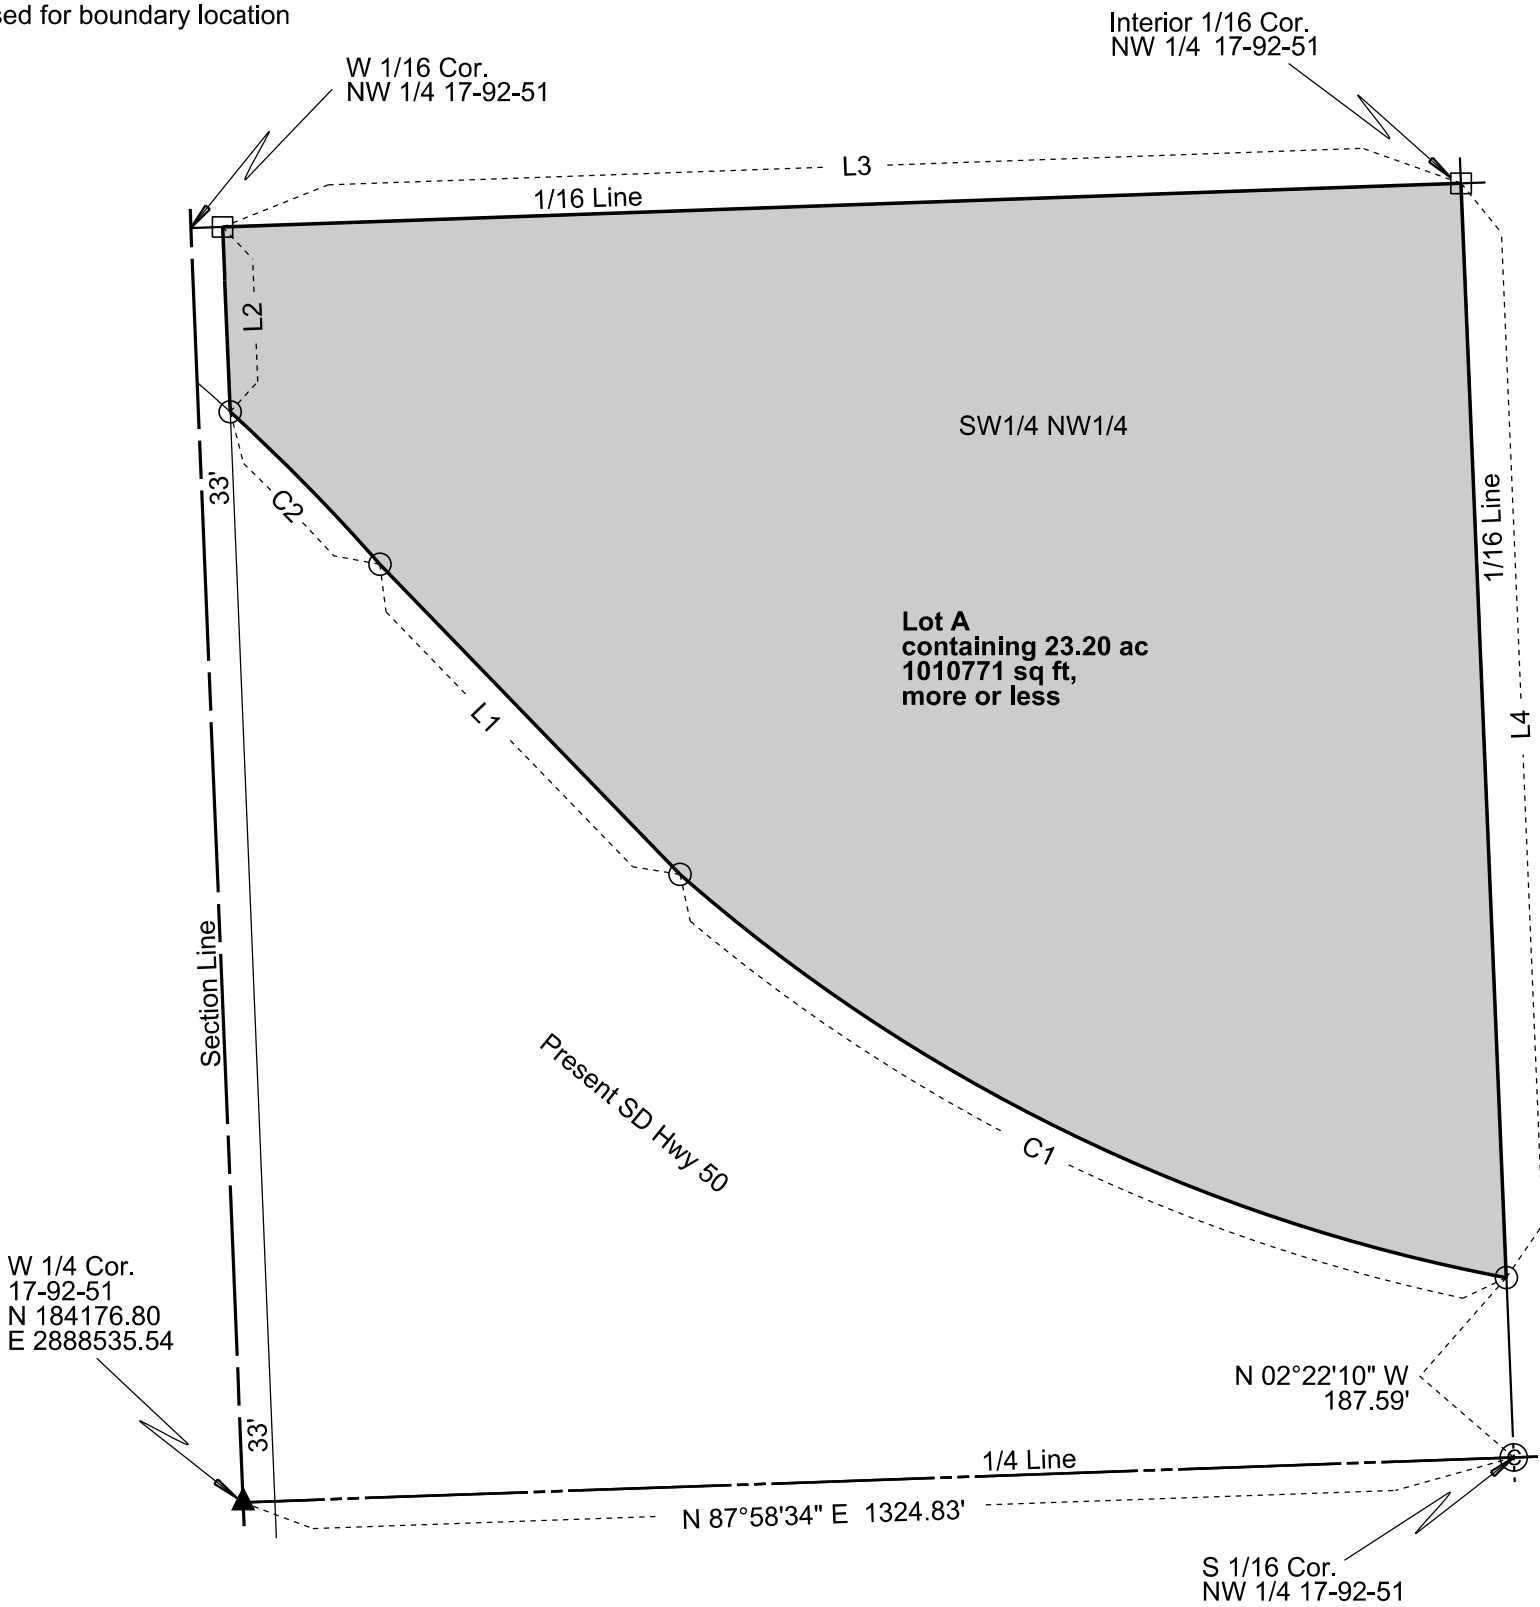 sed for boundary location
Interior 1/16 Cor.
NW 1/4 17-92-51
W 1/16 Cor.
NW 1/4 17-92-51
L3
1/16 Line
L2
SW1/4 NW1/4
33'
C2
1/16 Line
Lot A
containing 23.20 ac
1010771 sq ft,
more or less
L1
L4
Section Line
Present SD Hwy 50
C1
W 1/4 Cor.
17-92-51
N 184176.80
E 2888535.54
N 02°22'10" W
187.59'
33'
1/4 Line
C
N 87°58'34" E 1324.83'
S 1/16 Cor.
NW 1/4 17-92-51